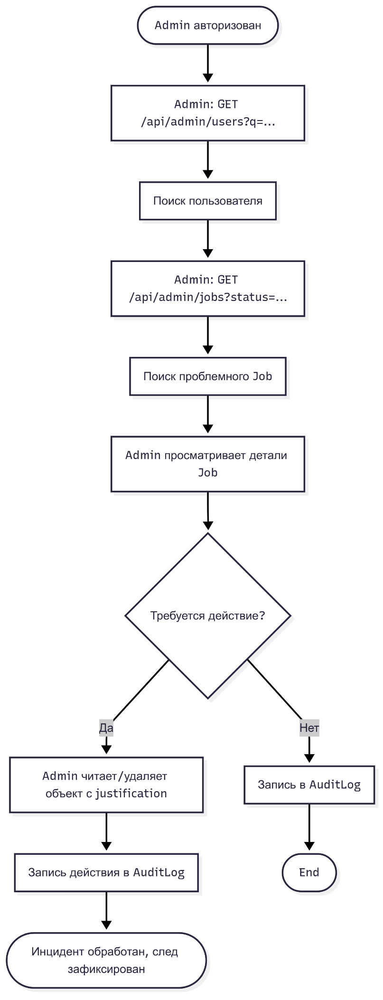 Admin авторизован
Admin: GET
/api/admin/users?q=...
Поиск пользователя
Admin: GET
/api/admin/jobs?status=...
Поиск проблемного Job
Admin просматривает детали
Job
Требуется действие?
Да
Нет
Admin читает/удаляет
объект с justification
Запись в AuditLog
Запись действия в AuditLog
End
Инцидент обработан, след
зафиксирован